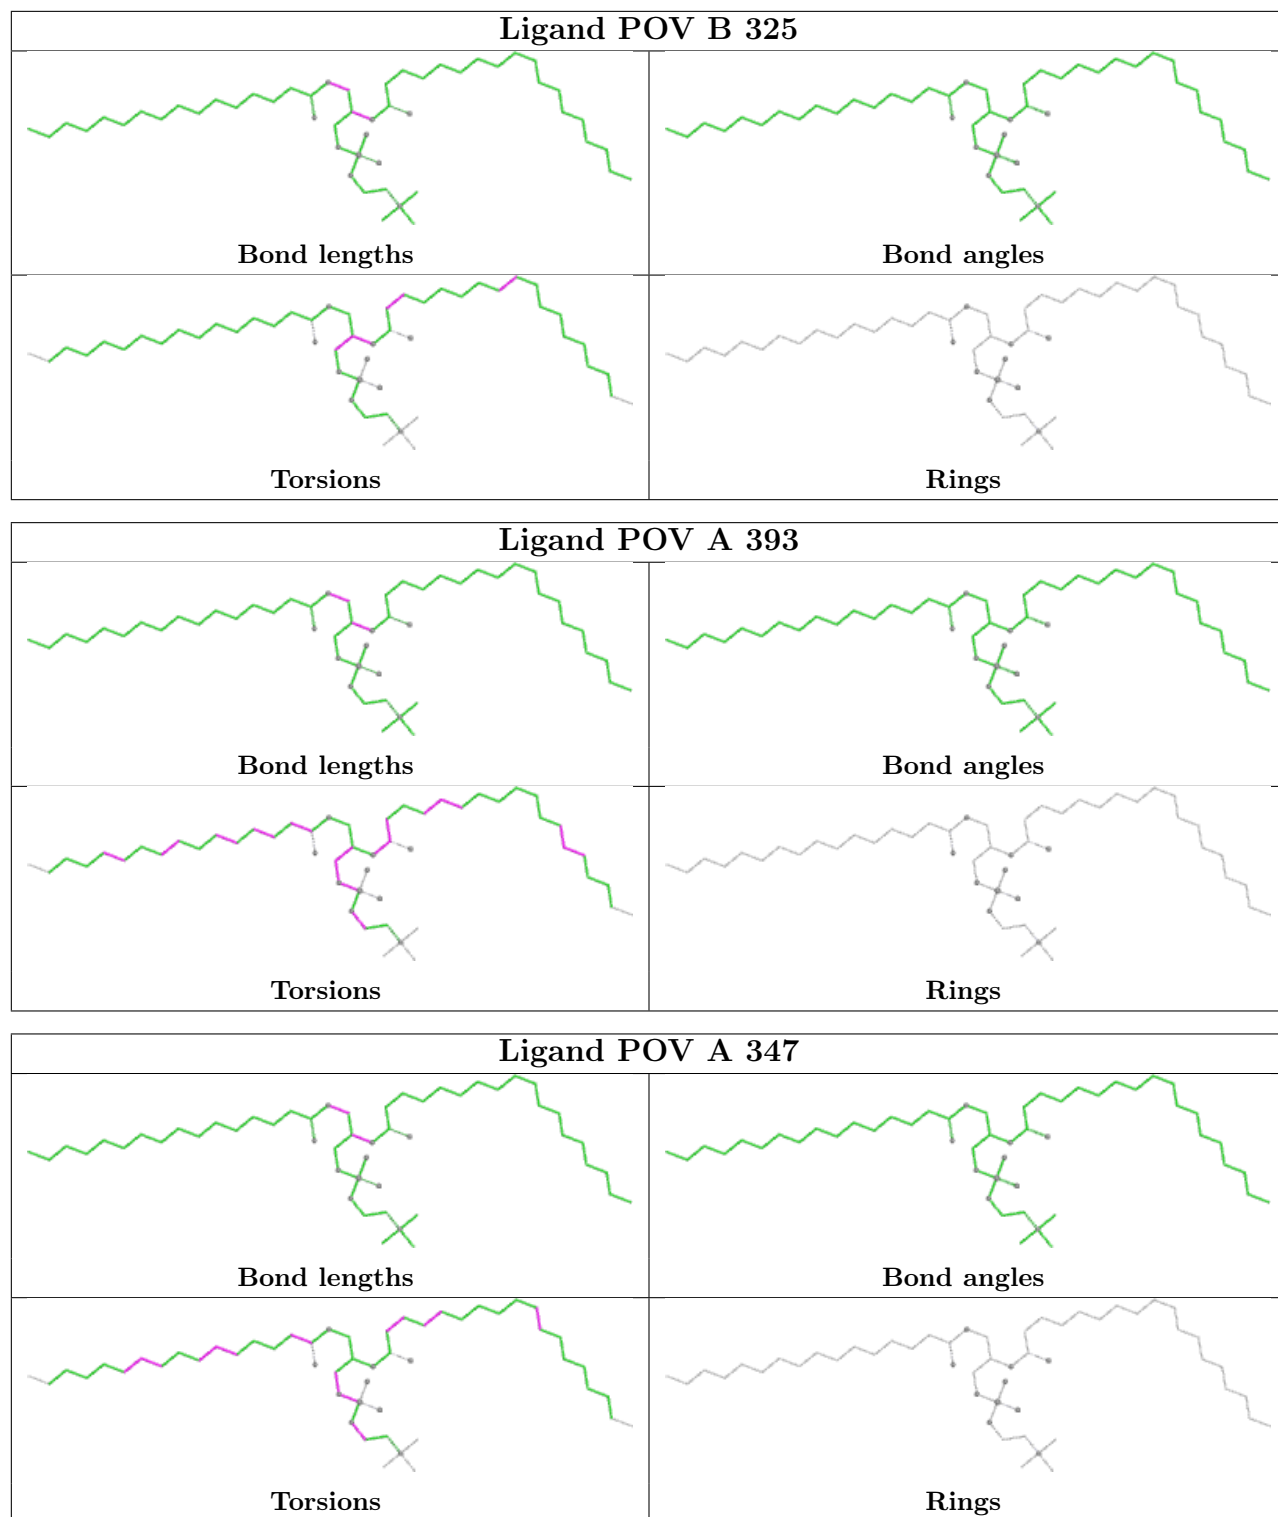 Ligand POV B 325
Bond lengths
Bond angles
Torsions
Rings
Ligand POV A 393
Bond lengths
Bond angles
Torsions
Rings
Ligand POV A 347
Bond lengths
Bond angles
Torsions
Rings